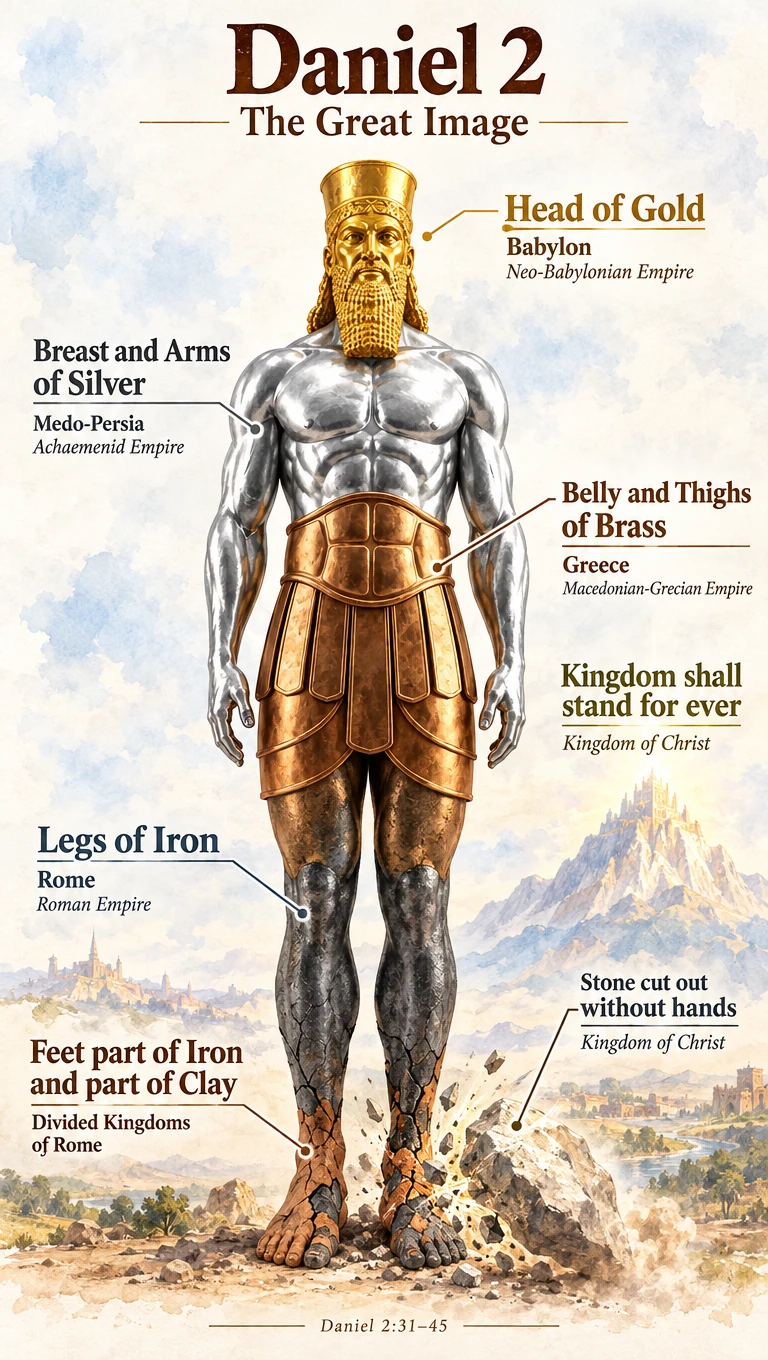 Daniel 2
The Great Image
Head of Gold
Babylon
Neo-Babylonian Empire
Breast and Arms
of Silver
Medo-Persia
Achaemenid Empire
Belly and Thighs
of Brass
Greece
Macedonian-Grecian Empire
Kingdom shall
stand for ever
Kingdom of Christ
Legs of Iron
Rome
Roman Empire
Stone cut out
without hands
Kingdom of Christ
Feet part of Iron
and part of Clay
Divided Kingdoms
of Rome
Daniel 2:31–45